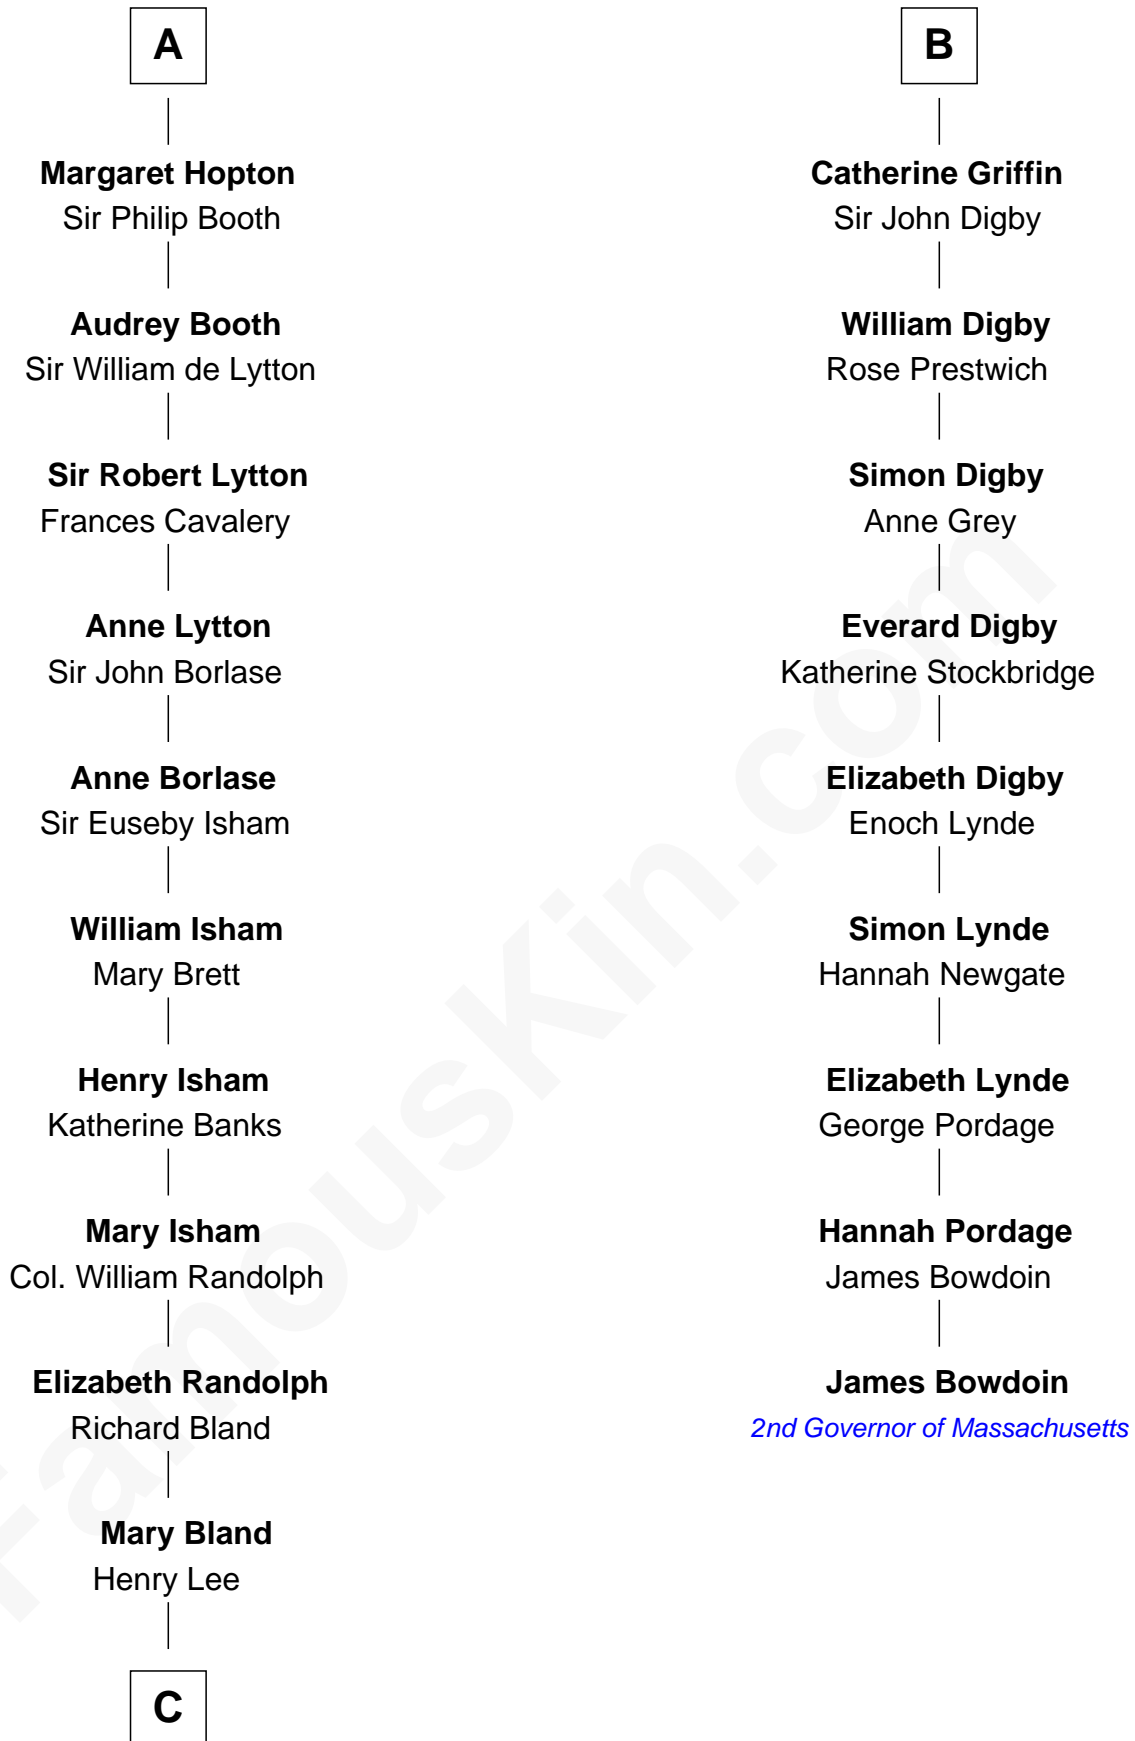 A
Margaret Hopton
Sir Philip Booth
Audrey Booth
Sir William de Lytton
Sir Robert Lytton
Frances Cavalery
Anne Lytton
Sir John Borlase
Anne Borlase
Sir Euseby Isham
William Isham
Mary Brett
Henry Isham
Katherine Banks
Mary Isham
Col. William Randolph
Elizabeth Randolph
Richard Bland
Mary Bland
Henry Lee
C
B
Catherine Griffin
Sir John Digby
William Digby
Rose Prestwich
Simon Digby
Anne Grey
Everard Digby
Katherine Stockbridge
Elizabeth Digby
Enoch Lynde
Simon Lynde
Hannah Newgate
Elizabeth Lynde
George Pordage
Hannah Pordage
James Bowdoin
James Bowdoin
2nd Governor of Massachusetts
FamousKin.com